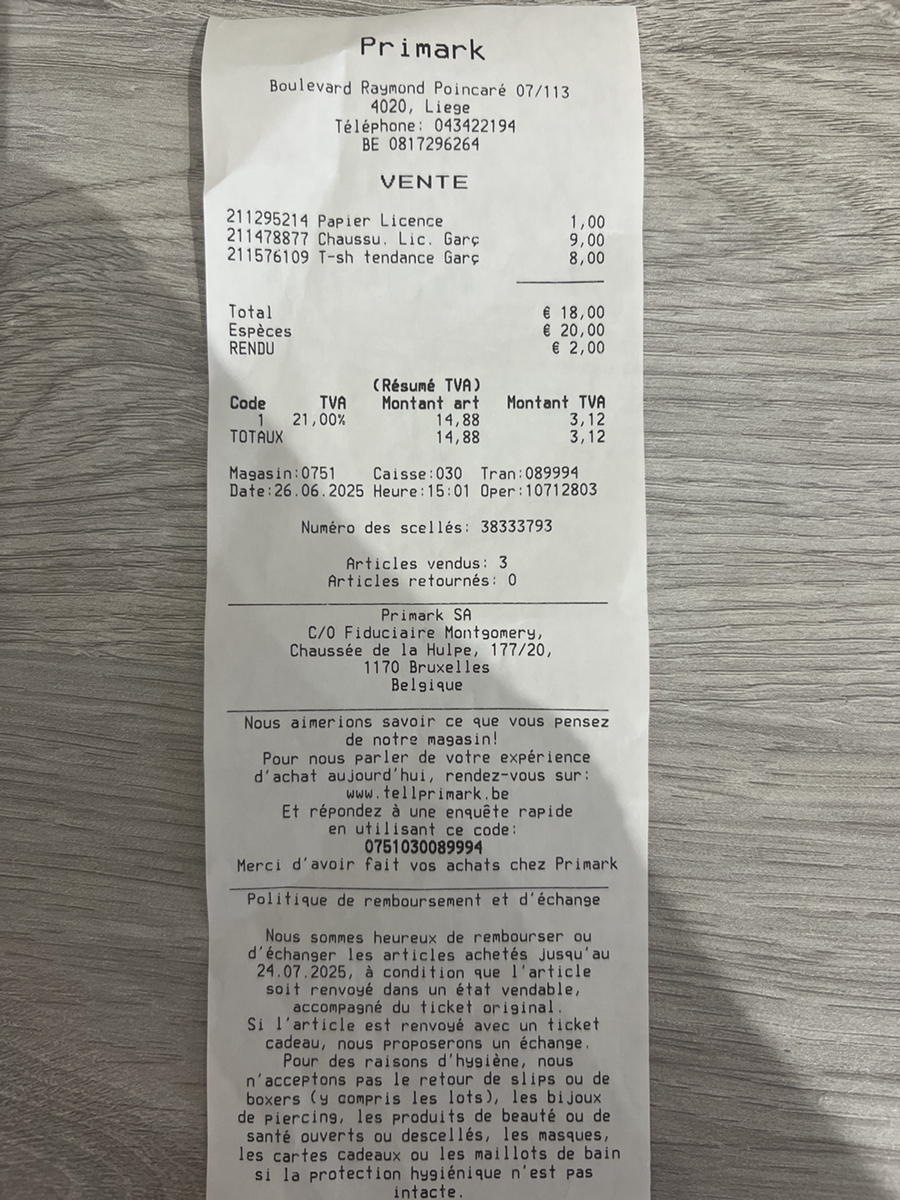 Primark
Boulevard Raymond Poincaré 07/113
4020, Liege
Téléphone: 043422194
BE 0817296264
VENTE
211295214 Papier Licence 1,00
211478877 Chaussu. Lic. Garç 9,00
211576109 T-sh tendance Garç 8,00
Total € 18,00
Espèces € 20,00
RENDU € 2,00
(Résumé TVA)
Code TVA Montant art Montant TVA
1 21,00% 14,88 3,12
TOTAUX 14,88 3,12
Magasin:0751 Caisse:030 Tran:089994
Date:26.06.2025 Heure:15:01 Oper:10712803
Numéro des scellés: 38333793
Articles vendus: 3
Articles retournés: 0
Primark SA
C/O Fiduciaire Montgomery,
Chaussée de la Hulpe, 177/20,
1170 Bruxelles
Belgique
Nous aimerions savoir ce que vous pensez
de notre magasin!
Pour nous parler de votre expérience
d'achat aujourd'hui, rendez-vous sur:
www.tellprimark.be
Et répondez à une enquête rapide
en utilisant ce code:
0751030089994
Merci d'avoir fait vos achats chez Primark
Politique de remboursement et d'échange
Nous sommes heureux de rembourser ou
d'échanger les articles achetés jusqu'au
24.07.2025, à condition que l'article
soit renvoyé dans un état vendable,
accompagné du ticket original.
Si l'article est renvoyé avec un ticket
cadeau, nous proposerons un échange.
Pour des raisons d'hygiène, nous
n'acceptons pas le retour de slips ou de
boxers (y compris les lots), les bijoux
de piercing, les produits de beauté ou de
santé ouverts ou descellés, les masques,
les cartes cadeaux ou les maillots de bain
si la protection hygiénique n'est pas
intacte.